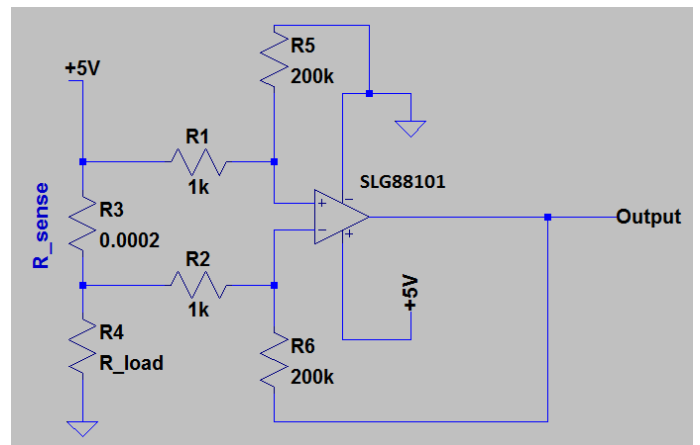 R5
200k
+5V
R1
1k
SLG88101
+
−
R_sense
R3
0.0002
Output
−
+
R2
1k
+5V
R4
R_load
R6
200k